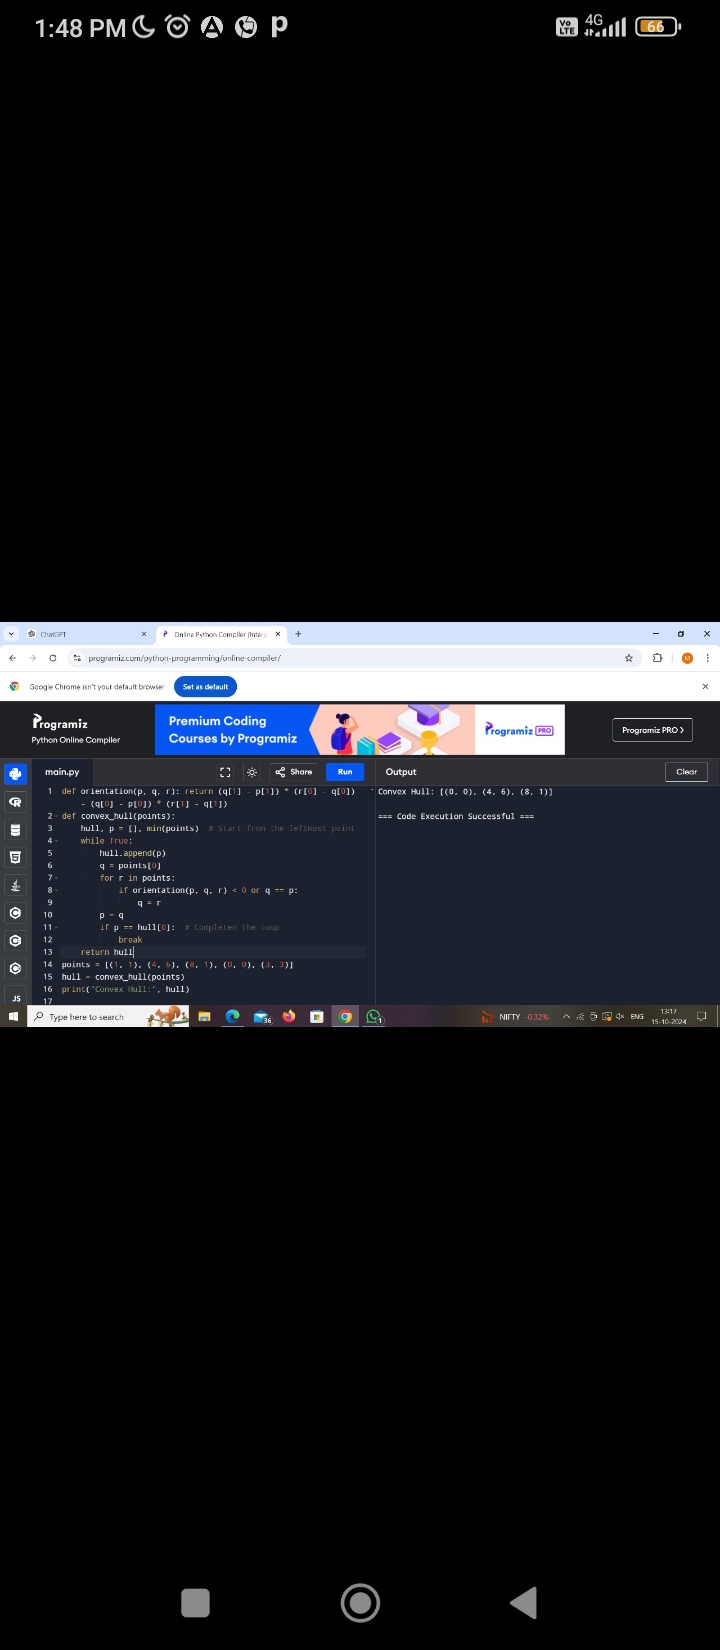 1:48 PM
Vo LTE 4G 66
ChatGPT
Online Python Compiler (Inter
programiz.com/python-programming/online-compiler/
Google Chrome isn't your default browser Set as default
Programiz
Python Online Compiler
Premium Coding
Courses by Programiz
Programiz PRO
Programiz PRO >
main.py Share Run Output Clear
1 def orientation(p, q, r): return (q[1] - p[1]) * (r[0] - q[0])
- (q[0] - p[0]) * (r[1] - q[1])
2 def convex_hull(points):
3 hull, p = [], min(points) # Start from the leftmost point
4 while True:
5 hull.append(p)
6 q = points[0]
7 for r in points:
8 if orientation(p, q, r) < 0 or q == p:
9 q = r
10 p = q
11 if p == hull[0]: # Completed the loop
12 break
13 return hull
14 points = [(1, 1), (4, 6), (8, 1), (0, 0), (3, 3)]
15 hull = convex_hull(points)
16 print("Convex Hull:", hull)
17
Convex Hull: [(0, 0), (4, 6), (8, 1)]
=== Code Execution Successful ===
JS
Type here to search
36
1
NIFTY -0.32%
ENG
13:17
15-10-2024